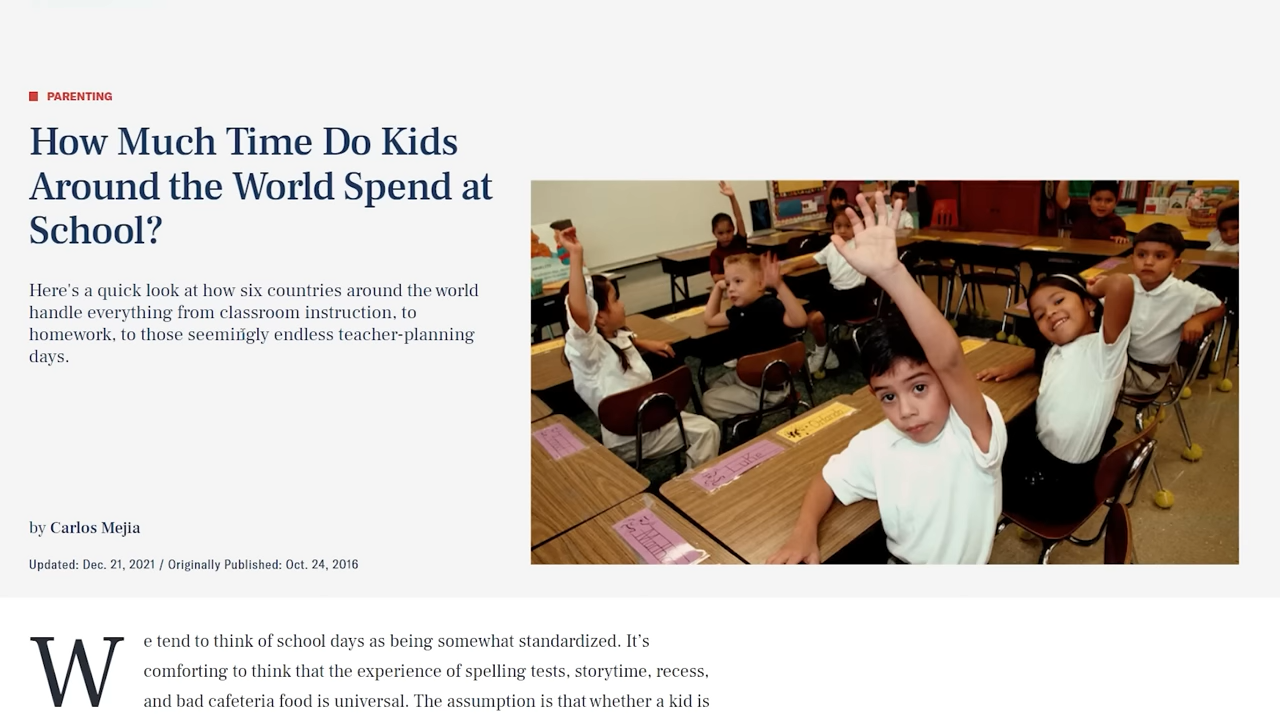 PARENTING
How Much Time Do Kids
Around the World Spend at
School?
Here's a quick look at how six countries around the world
handle everything from classroom instruction, to
homework, to those seemingly endless teacher-planning
days.
by Carlos Mejia
Updated: Dec. 21, 2021 / Originally Published: Oct. 24, 2016
We tend to think of school days as being somewhat standardized. It’s
comforting to think that the experience of spelling tests, storytime, recess,
and bad cafeteria food is universal. The assumption is that whether a kid is